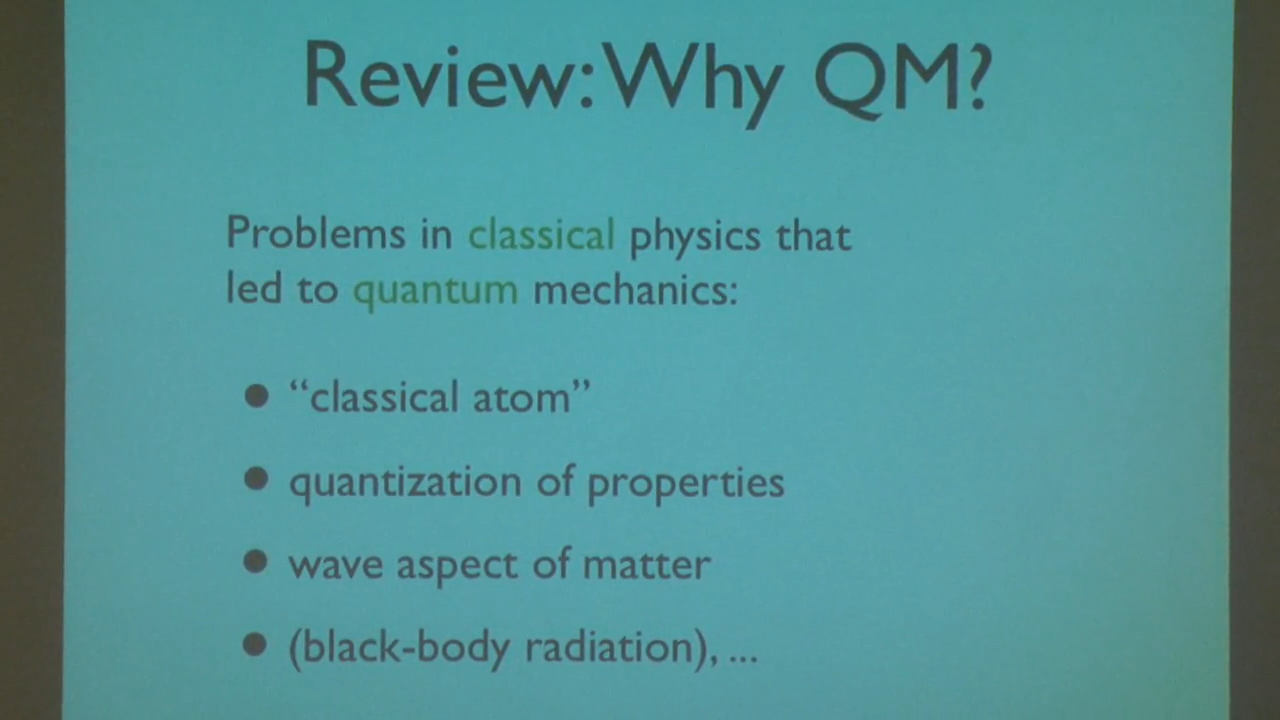 Review: Why QM?
Problems in classical physics that
led to quantum mechanics:
● “classical atom”
● quantization of properties
● wave aspect of matter
● (black-body radiation), ...